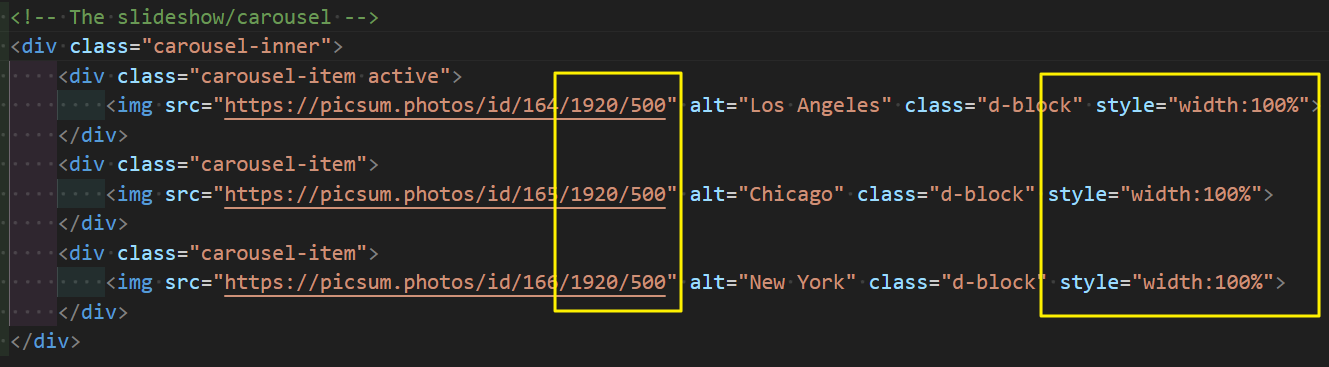 <!-- The slideshow/carousel -->
<div class="carousel-inner">
<div class="carousel-item active">
<img src="https://picsum.photos/id/164/1920/500" alt="Los Angeles" class="d-block" style="width:100%">
</div>
<div class="carousel-item">
<img src="https://picsum.photos/id/165/1920/500" alt="Chicago" class="d-block" style="width:100%">
</div>
<div class="carousel-item">
<img src="https://picsum.photos/id/166/1920/500" alt="New York" class="d-block" style="width:100%">
</div>
</div>